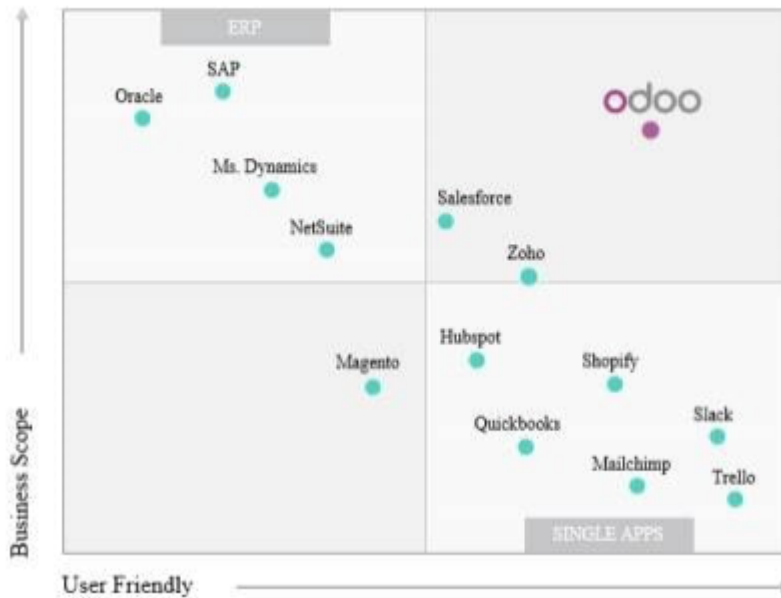 ERP
SAP
Oracle
odoo
Ms. Dynamics
Salesforce
NetSuite
Zoho
Hubspot
Magento
Shopify
Slack
Quickbooks
Mailchimp
Trello
SINGLE APPS
Business Scope
User Friendly